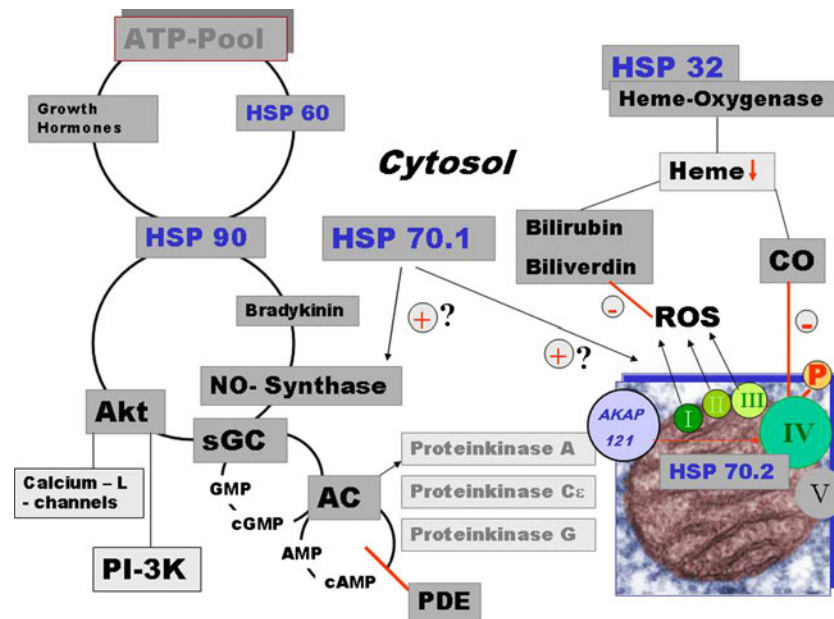 ATP-Pool
Growth
Hormones
HSP 60
HSP 32
Heme-Oxygenase
Cytosol
Heme↓
HSP 90
HSP 70.1
Bilirubin
Biliverdin
CO
Bradykinin
+?
-
ROS
-
+?
NO- Synthase
P
Akt
AKAP
121
I
II
III
IV
sGC
Proteinkinase A
HSP 70.2
Calcium – L
- channels
GMP
AC
Proteinkinase Cε
V
cGMP
AMP
Proteinkinase G
PI-3K
cAMP
PDE